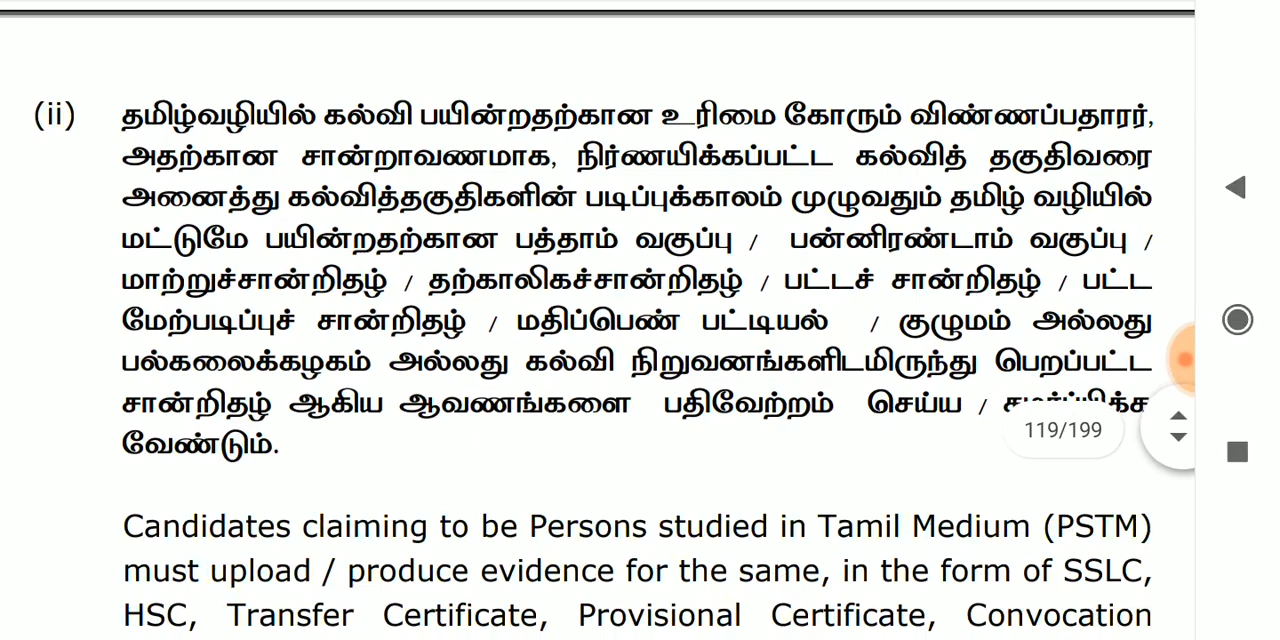 (ii) தமிழ்வழியில் கல்வி பயின்றதற்கான உரிமை கோரும் விண்ணப்பதாரர்,
அதற்கான சான்றாவணமாக, நிர்ணயிக்கப்பட்ட கல்வித் தகுதிவரை
அனைத்து கல்வித்தகுதிகளின் படிப்புக்காலம் முழுவதும் தமிழ் வழியில்
மட்டுமே பயின்றதற்கான பத்தாம் வகுப்பு / பன்னிரண்டாம் வகுப்பு /
மாற்றுச்சான்றிதழ் / தற்காலிகச்சான்றிதழ் / பட்டச் சான்றிதழ் / பட்ட
மேற்படிப்புச் சான்றிதழ் / மதிப்பெண் பட்டியல் / குழுமம் அல்லது
பல்கலைக்கழகம் அல்லது கல்வி நிறுவனங்களிடமிருந்து பெறப்பட்ட
சான்றிதழ் ஆகிய ஆவணங்களை பதிவேற்றம் செய்ய /
119/199
வேண்டும்.
Candidates claiming to be Persons studied in Tamil Medium (PSTM)
must upload / produce evidence for the same, in the form of SSLC,
HSC, Transfer Certificate, Provisional Certificate, Convocation